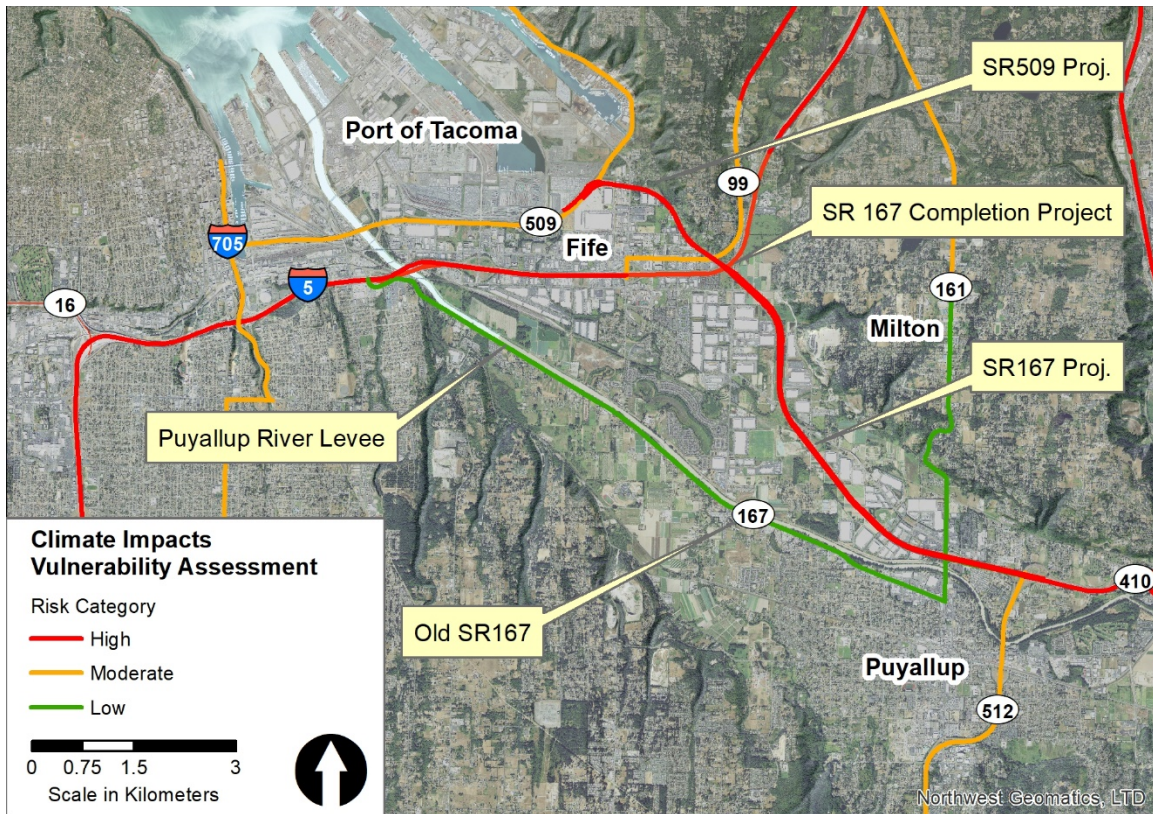 SR509 Proj.
Port of Tacoma
99
SR 167 Completion Project
509
Fife
705
5
16
161
Milton
SR167 Proj.
Puyallup River Levee
167
Climate Impacts
Vulnerability Assessment
Risk Category
High
Moderate
Low
0 0.75 1.5 3
Scale in Kilometers
410
Old SR167
Puyallup
512
Northwest Geomatics, LTD